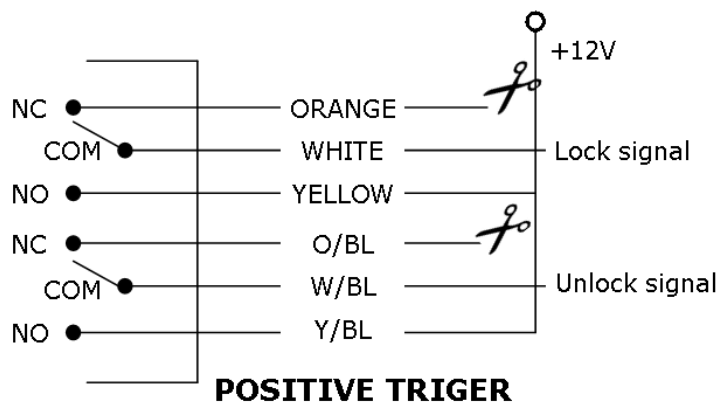 +12V
NC ORANGE
COM WHITE Lock signal
NO YELLOW
NC O/BL
COM W/BL Unlock signal
NO Y/BL
POSITIVE TRIGER